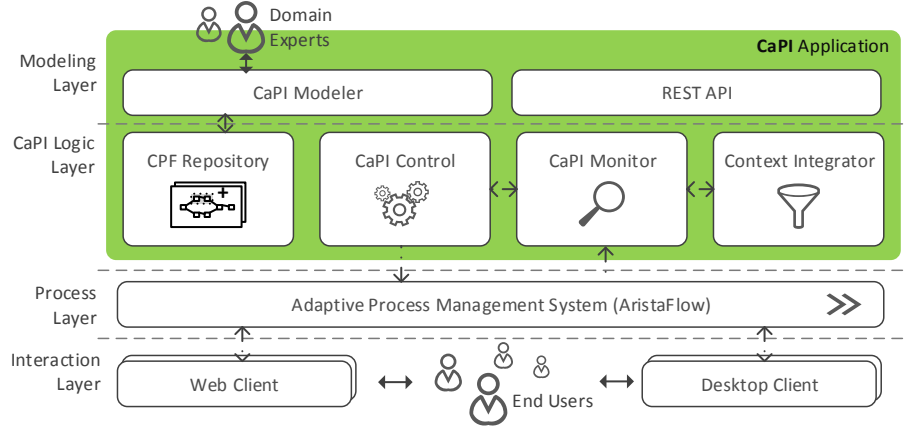 Domain
Experts
CaPI Application
Modeling
Layer
CaPI Modeler
REST API
CaPI Logic
Layer
CPF Repository
CaPI Control
CaPI Monitor
Context Integrator
Process
Layer
Adaptive Process Management System (AristaFlow)
Interaction
Layer
Web Client
End Users
Desktop Client